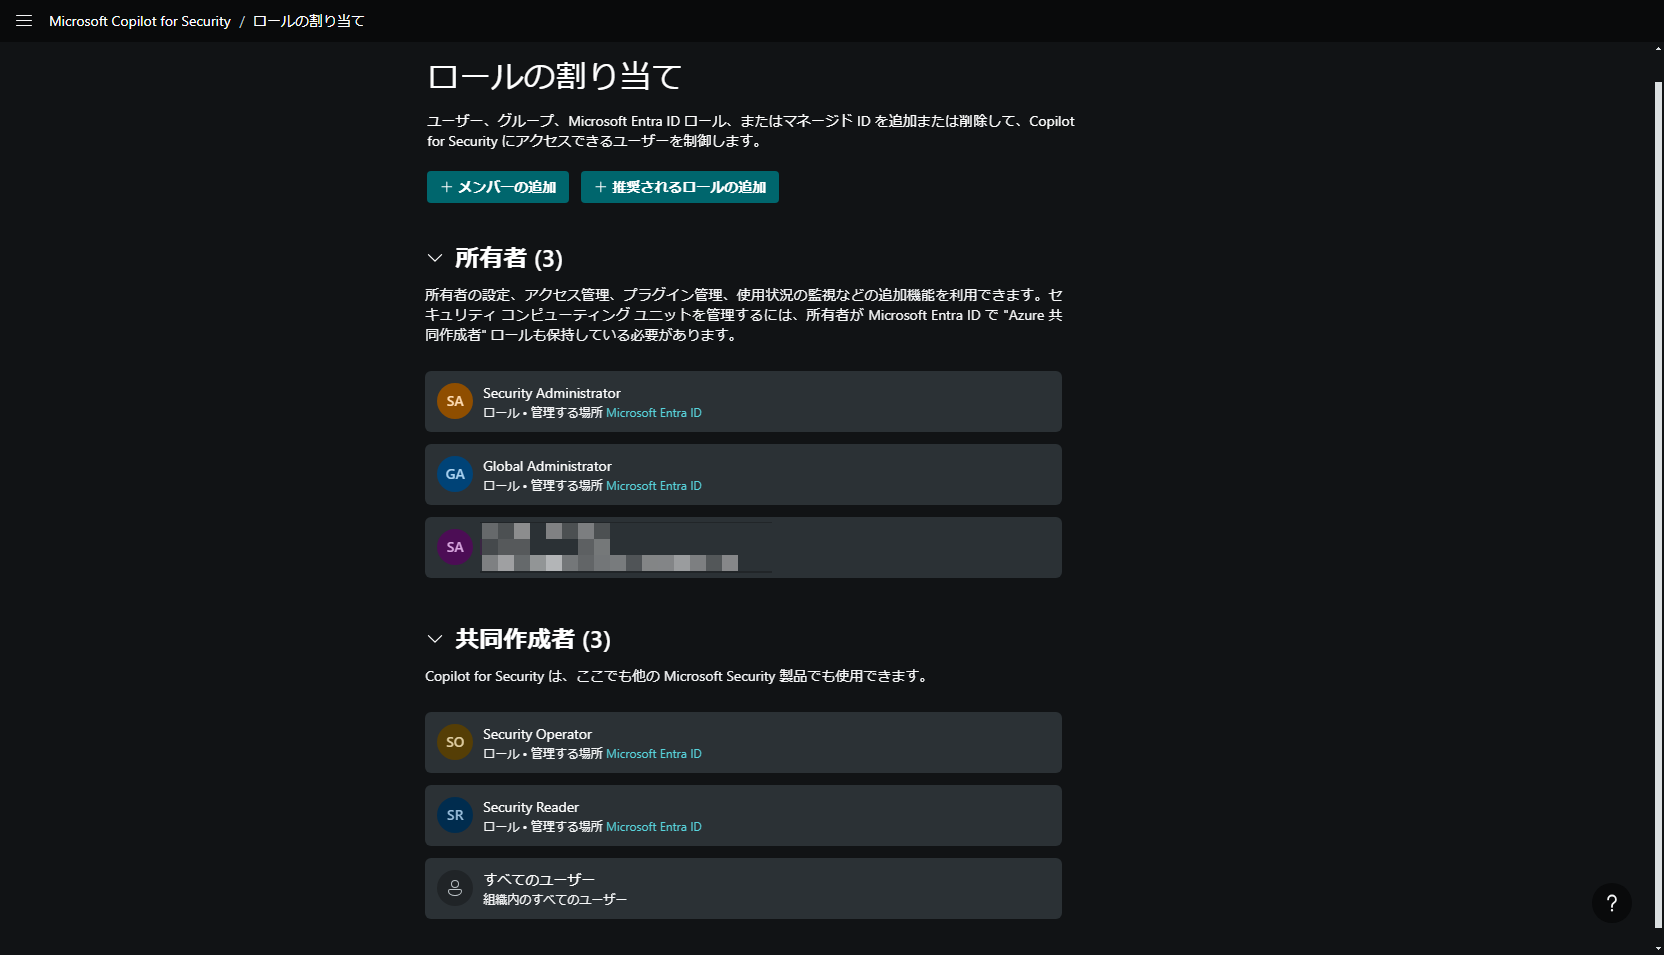 Microsoft Copilot for Security / ロールの割り当て
ロールの割り当て
ユーザー、グループ、Microsoft Entra ID ロール、またはマネージド ID を追加または削除して、Copilot
for Security にアクセスできるユーザーを制御します。
+ メンバーの追加
+ 推奨されるロールの追加
所有者 (3)
所有者の設定、アクセス管理、プラグイン管理、使用状況の監視などの追加機能を利用できます。セ
キュリティ コンピューティング ユニットを管理するには、所有者が Microsoft Entra ID で "Azure 共
同作成者" ロールも保持している必要があります。
SA
Security Administrator
ロール • 管理する場所 Microsoft Entra ID
GA
Global Administrator
ロール • 管理する場所 Microsoft Entra ID
SA
共同作成者 (3)
Copilot for Security は、ここでも他の Microsoft Security 製品でも使用できます。
SO
Security Operator
ロール • 管理する場所 Microsoft Entra ID
SR
Security Reader
ロール • 管理する場所 Microsoft Entra ID
すべてのユーザー
組織内のすべてのユーザー
?